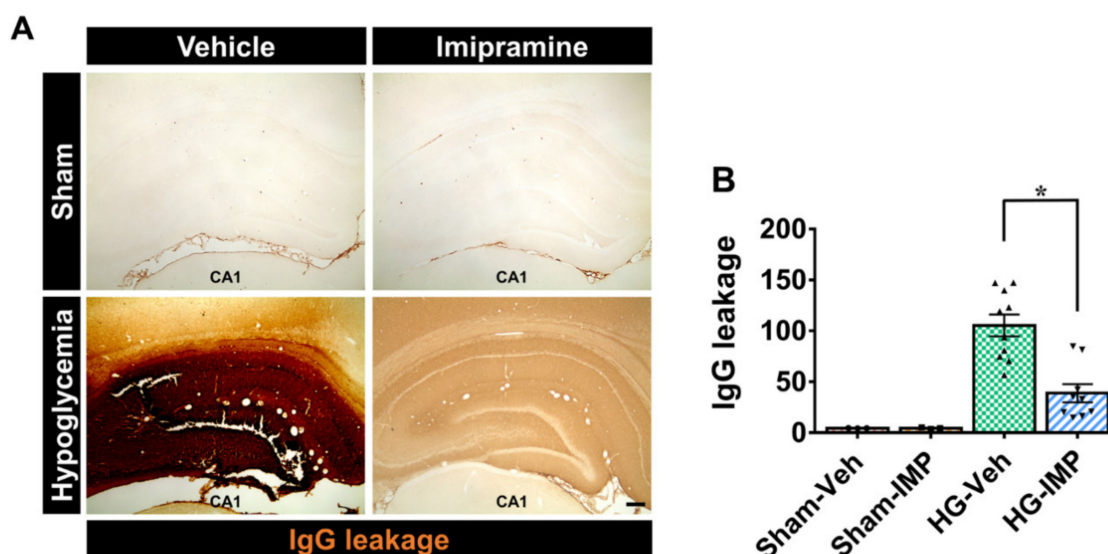 A
Vehicle Imipramine
Sham
CA1 CA1
Hypoglycemia
CA1 CA1
IgG leakage
B
*
IgG leakage
200
150
100
50
0
Sham-Veh
Sham-IMP
HG-Veh
HG-IMP